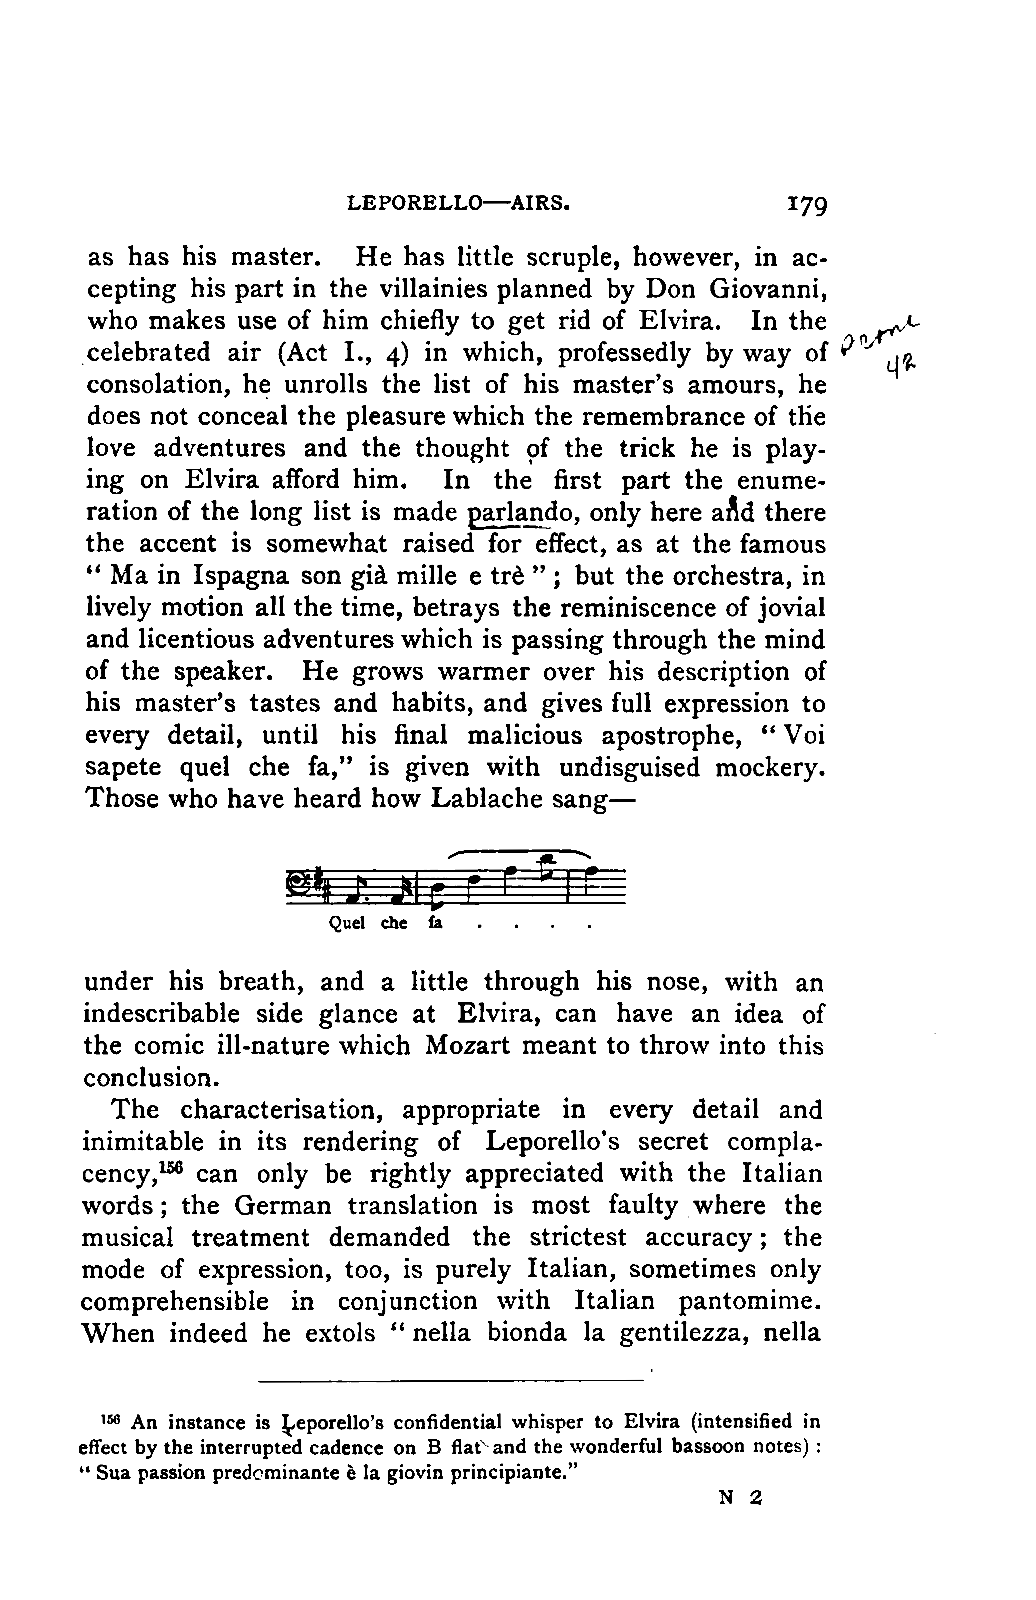 LEPORELLO—AIRS. 179
as has his master. He has little scruple, however, in ac-
cepting his part in the villainies planned by Don Giovanni,
who makes use of him chiefly to get rid of Elvira. In the
celebrated air (Act I., 4) in which, professedly by way of
42
consolation, he unrolls the list of his master's amours, he
does not conceal the pleasure which the remembrance of the
love adventures and the thought of the trick he is play-
ing on Elvira afford him. In the first part the enume-
ration of the long list is made parlando, only here and there
the accent is somewhat raised for effect, as at the famous
“ Ma in Ispagna son già mille e trè ” ; but the orchestra, in
lively motion all the time, betrays the reminiscence of jovial
and licentious adventures which is passing through the mind
of the speaker. He grows warmer over his description of
his master's tastes and habits, and gives full expression to
every detail, until his final malicious apostrophe, “ Voi
sapete quel che fa,” is given with undisguised mockery.
Those who have heard how Lablache sang—
Quel che fa . . . .
under his breath, and a little through his nose, with an
indescribable side glance at Elvira, can have an idea of
the comic ill-nature which Mozart meant to throw into this
conclusion.
The characterisation, appropriate in every detail and
inimitable in its rendering of Leporello's secret compla-
cency,¹⁵⁶ can only be rightly appreciated with the Italian
words ; the German translation is most faulty where the
musical treatment demanded the strictest accuracy ; the
mode of expression, too, is purely Italian, sometimes only
comprehensible in conjunction with Italian pantomime.
When indeed he extols “ nella bionda la gentilezza, nella
¹⁵⁶ An instance is Leporello's confidential whisper to Elvira (intensified in
effect by the interrupted cadence on B flat and the wonderful bassoon notes) :
“ Sua passion predominante è la giovin principiante.”
N 2